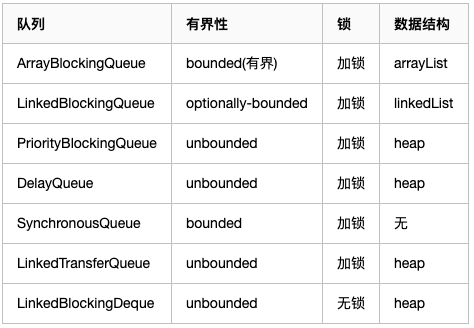 队列 有界性 锁 数据结构
ArrayBlockingQueue bounded(有界) 加锁 arrayList
LinkedBlockingQueue optionally-bounded 加锁 linkedList
PriorityBlockingQueue unbounded 加锁 heap
DelayQueue unbounded 加锁 heap
SynchronousQueue bounded 加锁 无
LinkedTransferQueue unbounded 加锁 heap
LinkedBlockingDeque unbounded 无锁 heap